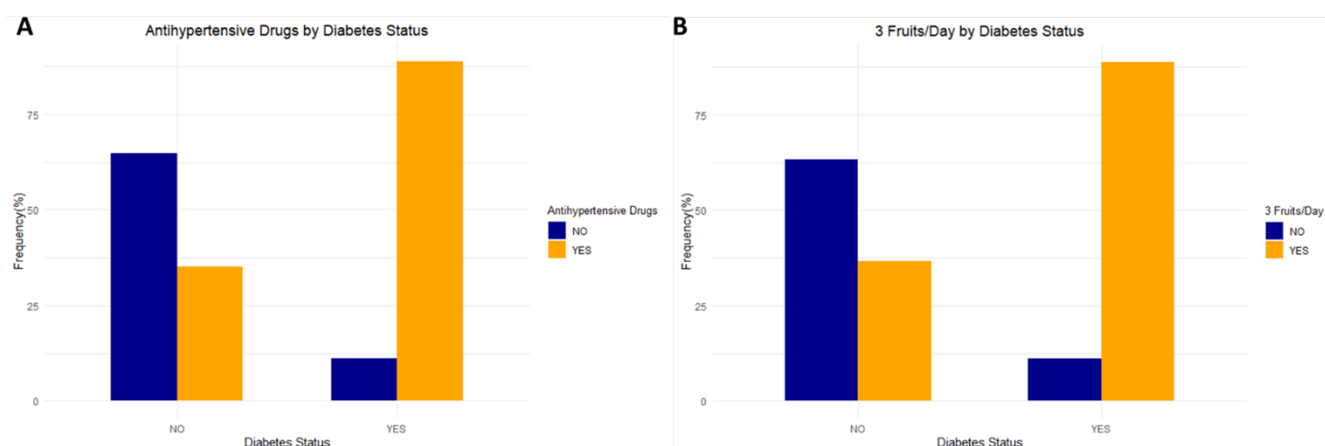 A
Antihypertensive Drugs by Diabetes Status
75
50
25
0
Frequency(%)
NO
YES
Diabetes Status
Antihypertensive Drugs
NO
YES
B
3 Fruits/Day by Diabetes Status
75
50
25
0
Frequency(%)
NO
YES
Diabetes Status
3 Fruits/Day
NO
YES